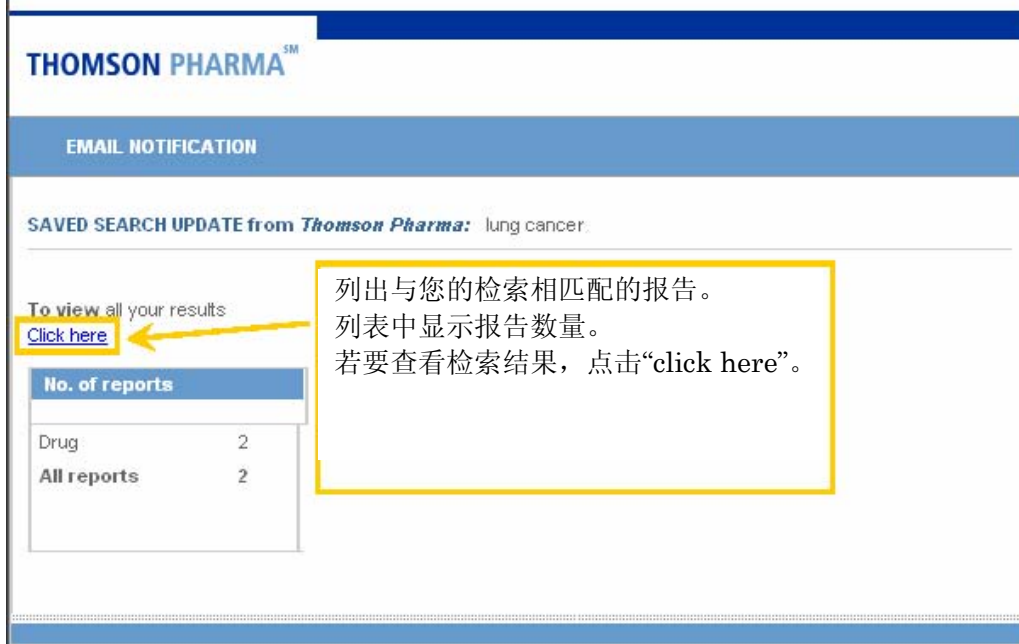 THOMSON PHARMA℠
EMAIL NOTIFICATION
SAVED SEARCH UPDATE from Thomson Pharma: lung cancer.
To view all your results
Click here
列出与您的检索相匹配的报告。
列表中显示报告数量。
若要查看检索结果，点击“click here”。
No. of reports
Drug 2
All reports 2